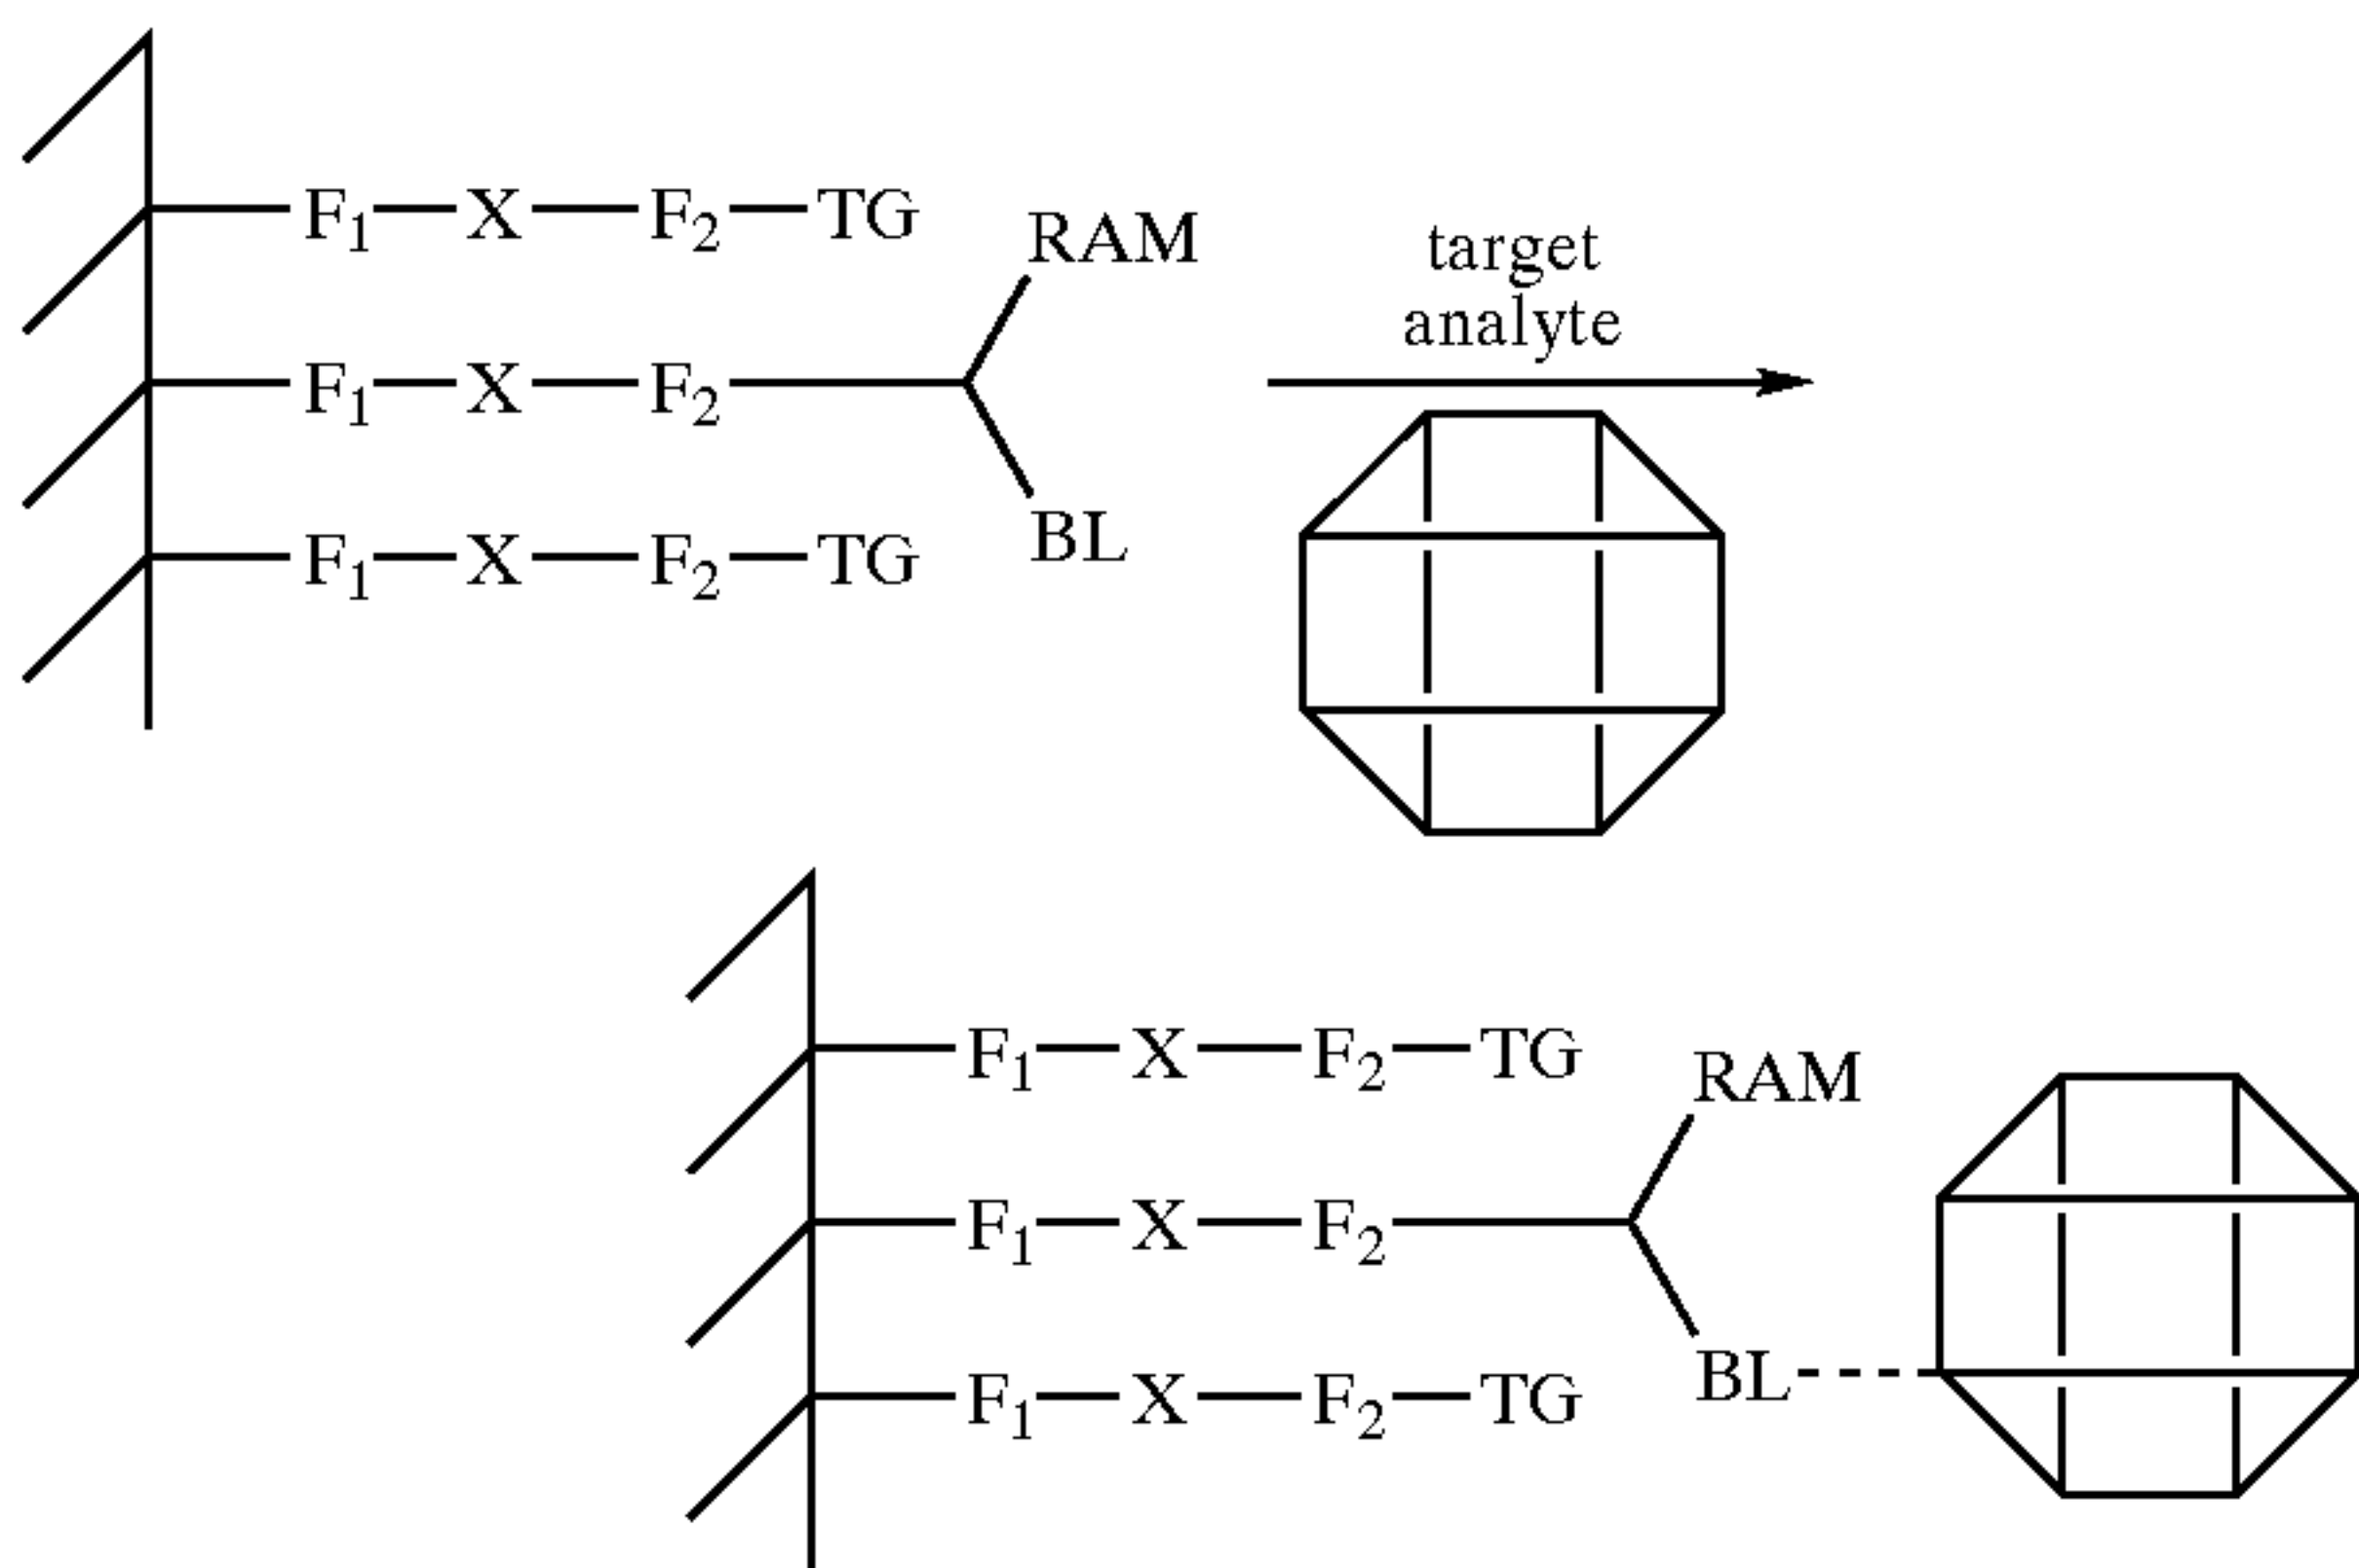 F₁—X—F₂—TG
RAM
F₁—X—F₂
BL
F₁—X—F₂—TG
target
analyte
F₁—X—F₂—TG
RAM
F₁—X—F₂
BL
F₁—X—F₂—TG